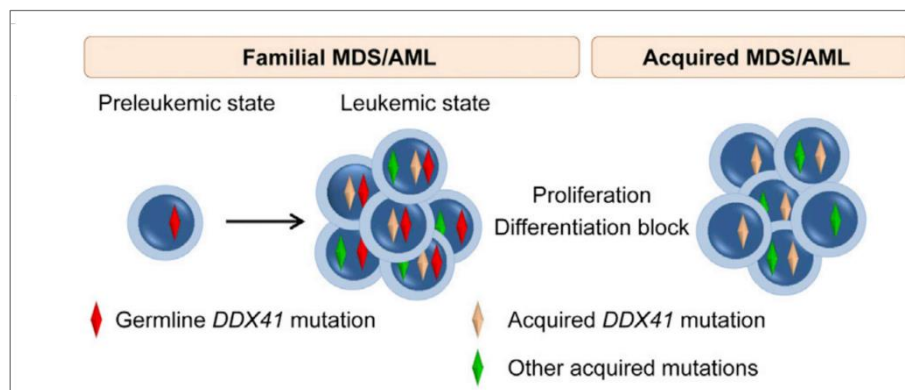 Familial MDS/AML
Acquired MDS/AML
Preleukemic state
Leukemic state
Proliferation
Differentiation block
Germline DDX41 mutation
Acquired DDX41 mutation
Other acquired mutations